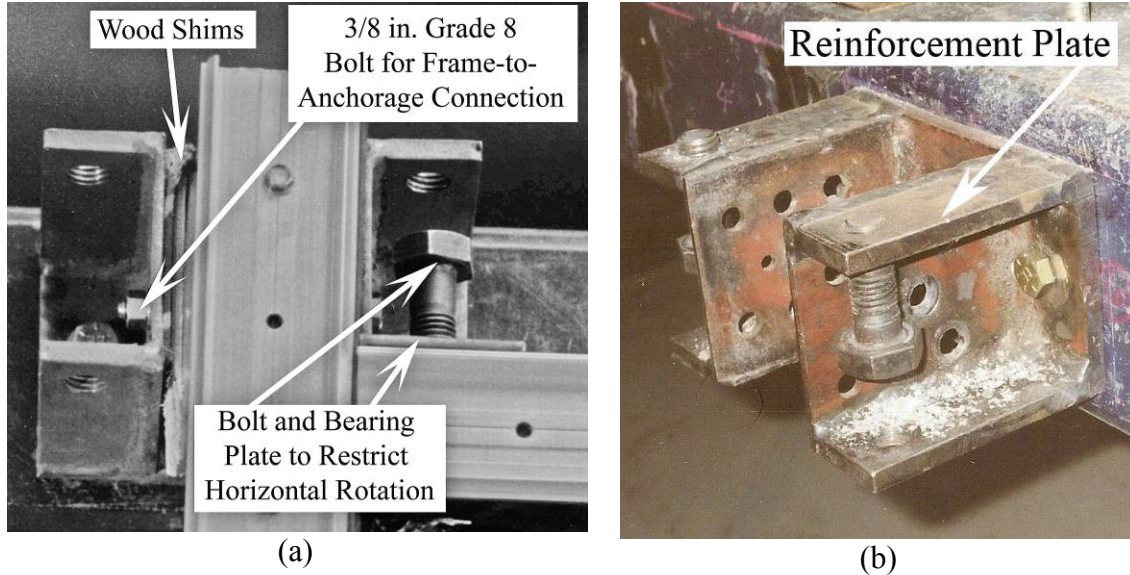 Wood Shims
3/8 in. Grade 8
Bolt for Frame-to-
Anchorage Connection
Bolt and Bearing
Plate to Restrict
Horizontal Rotation
(a)
Reinforcement Plate
(b)